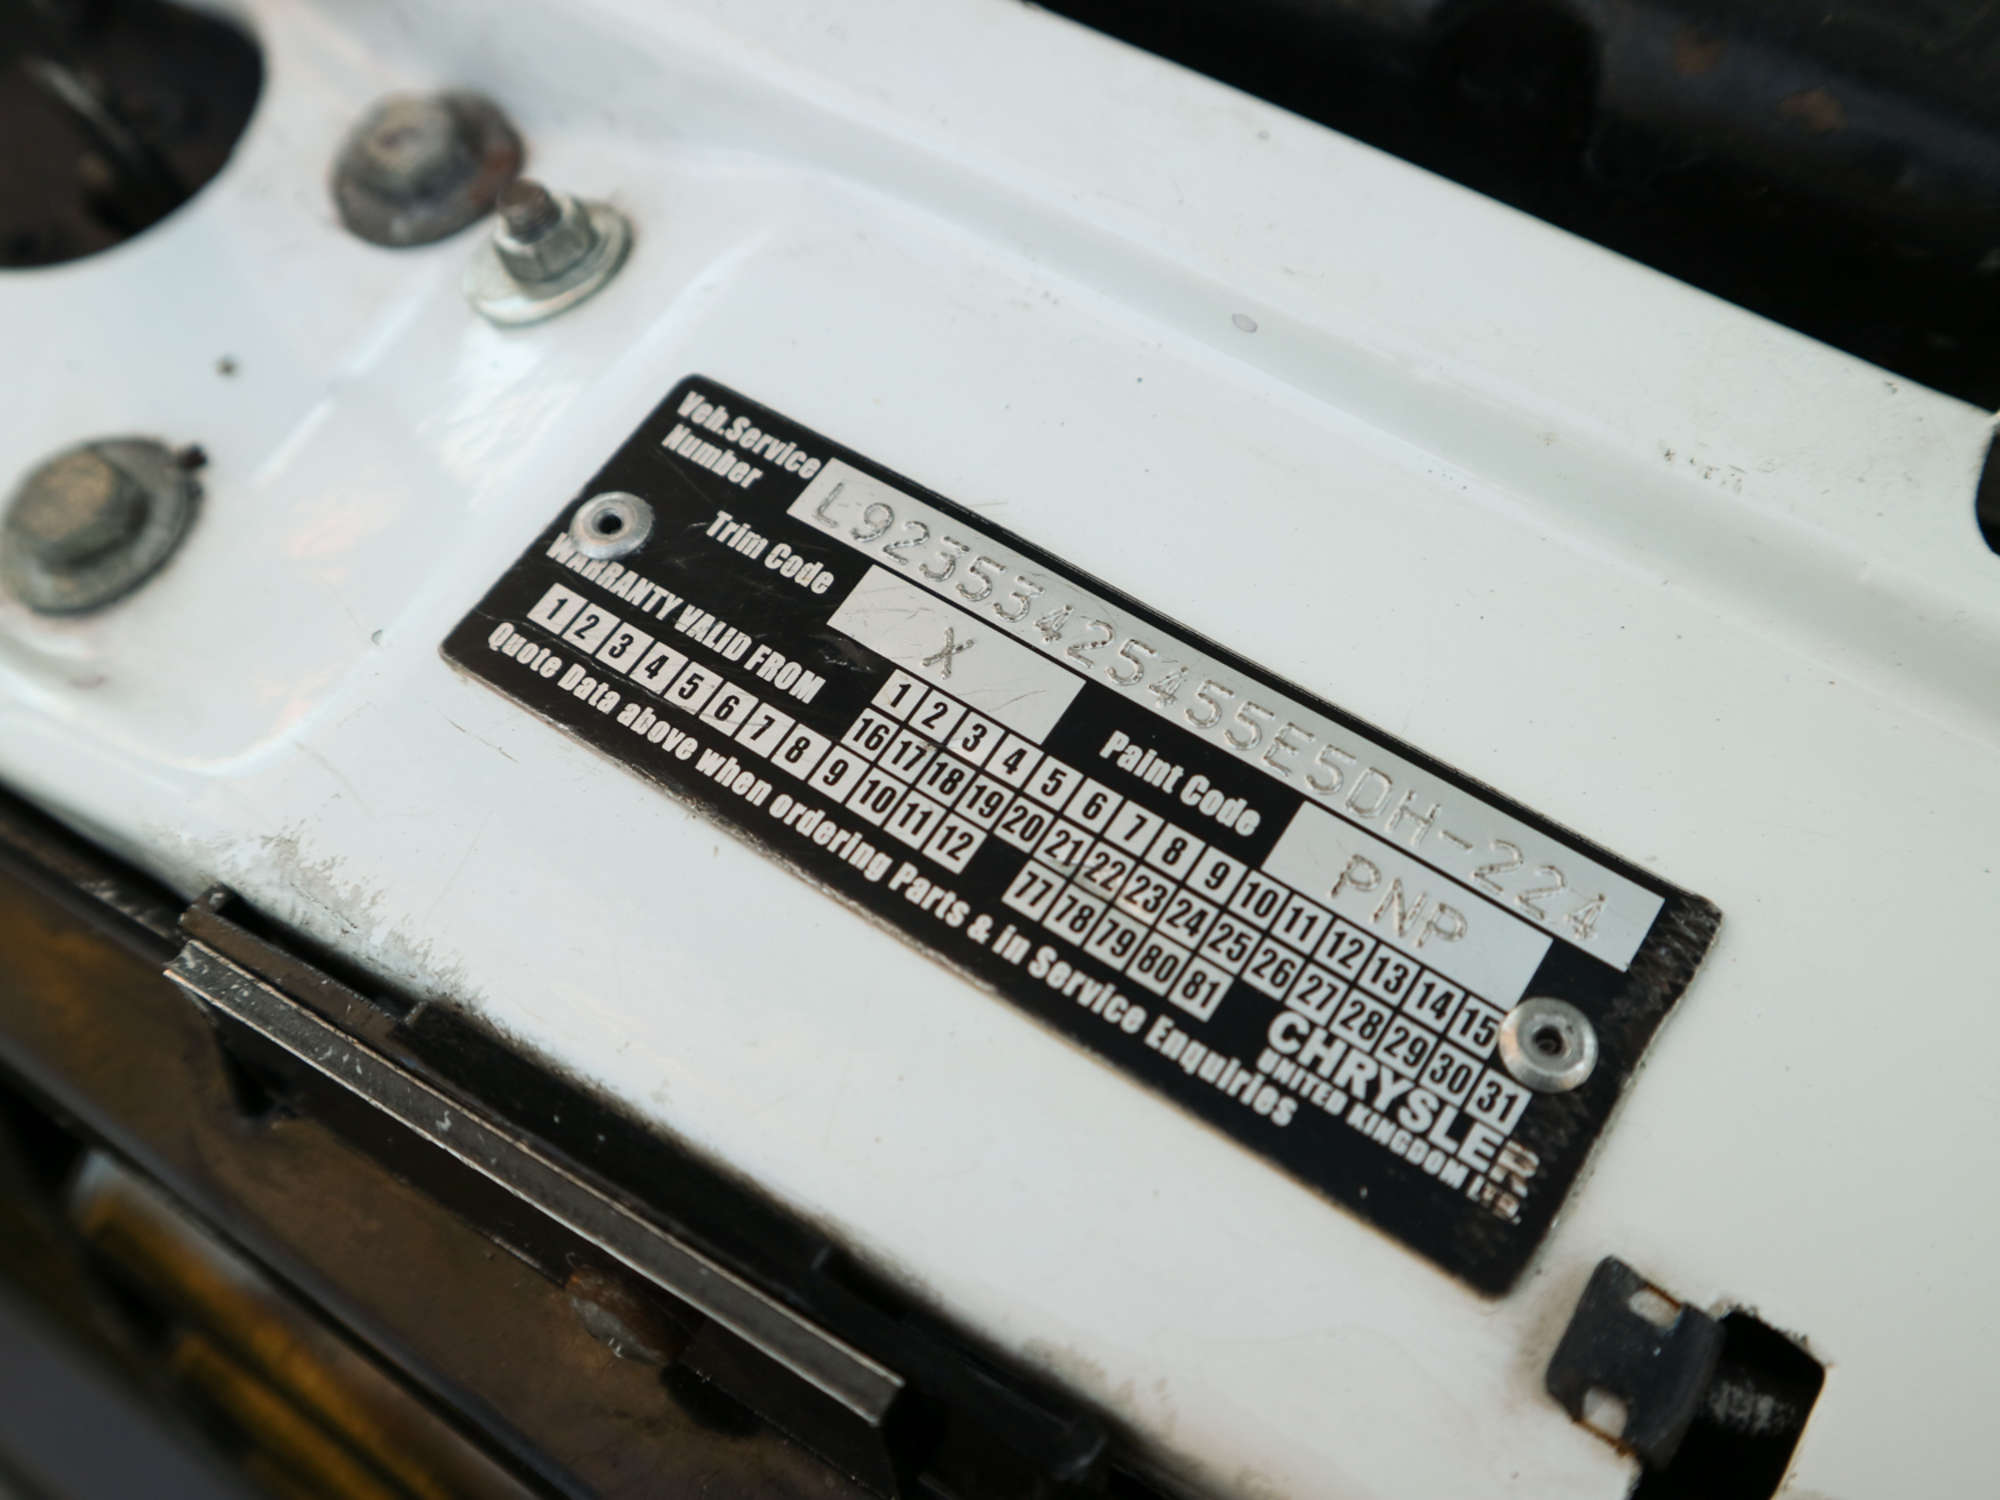 Veh.Service Number L92353425455E5DH-224
Trim Code X Paint Code PNP
WARRANTY VALID FROM
1 2 3 4 5 6 7 8 9 10 11 12 13 14 15
16 17 18 19 20 21 22 23 24 25 26 27 28 29 30 31
1 2 3 4 5 6 7 8 9 10 11 12
77 78 79 80 81
CHRYSLER
UNITED KINGDOM LTD.
Quote Data above when ordering Parts & in Service Enquiries